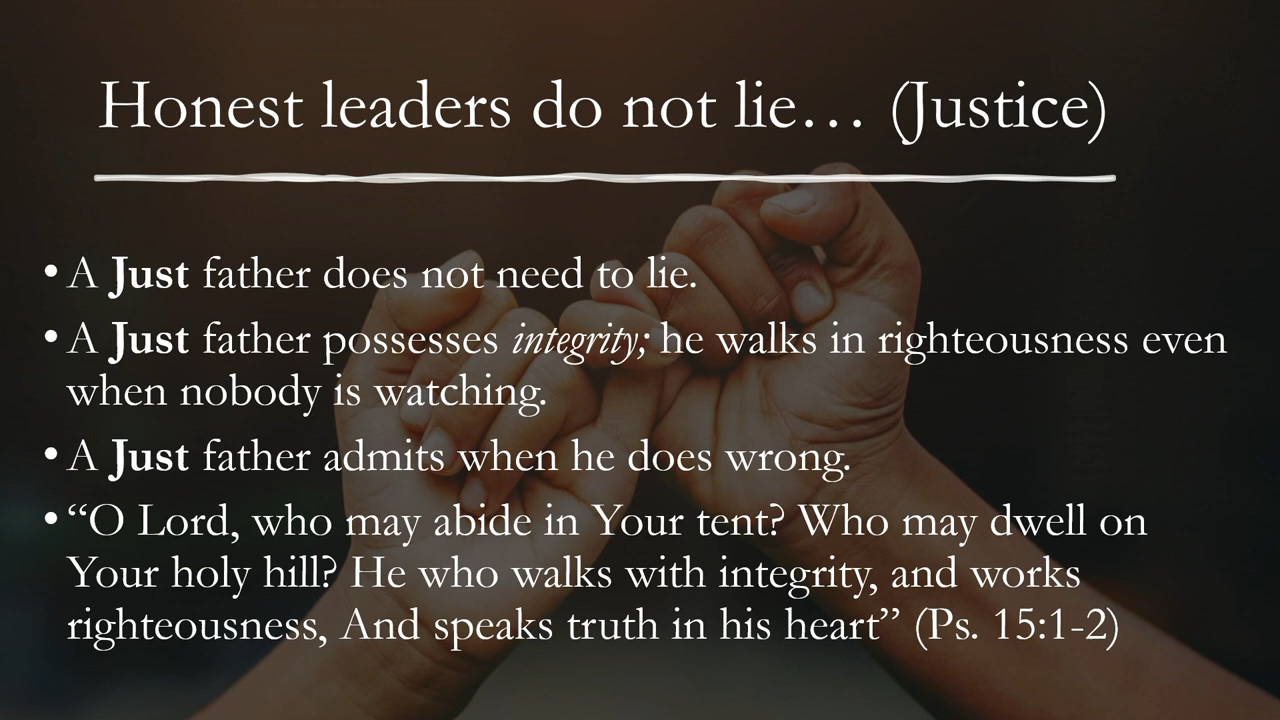 Honest leaders do not lie… (Justice)
• A Just father does not need to lie.
• A Just father possesses integrity; he walks in righteousness even
when nobody is watching.
• A Just father admits when he does wrong.
• “O Lord, who may abide in Your tent? Who may dwell on
Your holy hill? He who walks with integrity, and works
righteousness, And speaks truth in his heart” (Ps. 15:1-2)